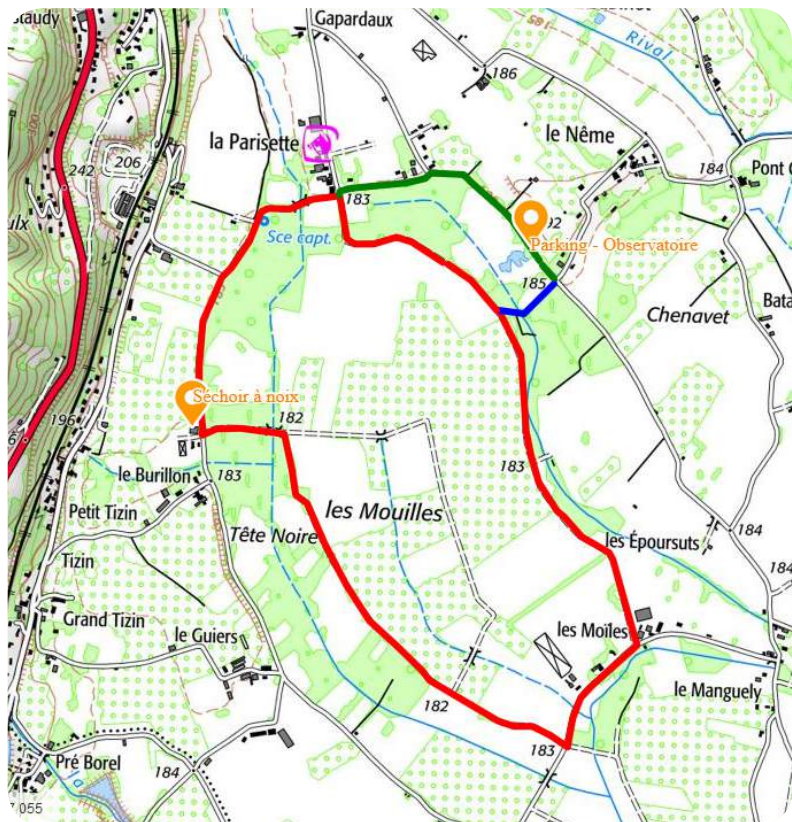 Gapardaux
Rival
186
la Parisette
le Nême
206
242
184
183
Sce capt.
Parking - Observatoire
185
Chenavet
Séchoir à noix
182
196
le Burillon
183
183
Petit Tizin
les Mouilles
Tête Noire
184
les Époursuts
Tizin
184
Grand Tizin
le Guiers
les Moïles
le Manguely
182
183
Pré Borel
184